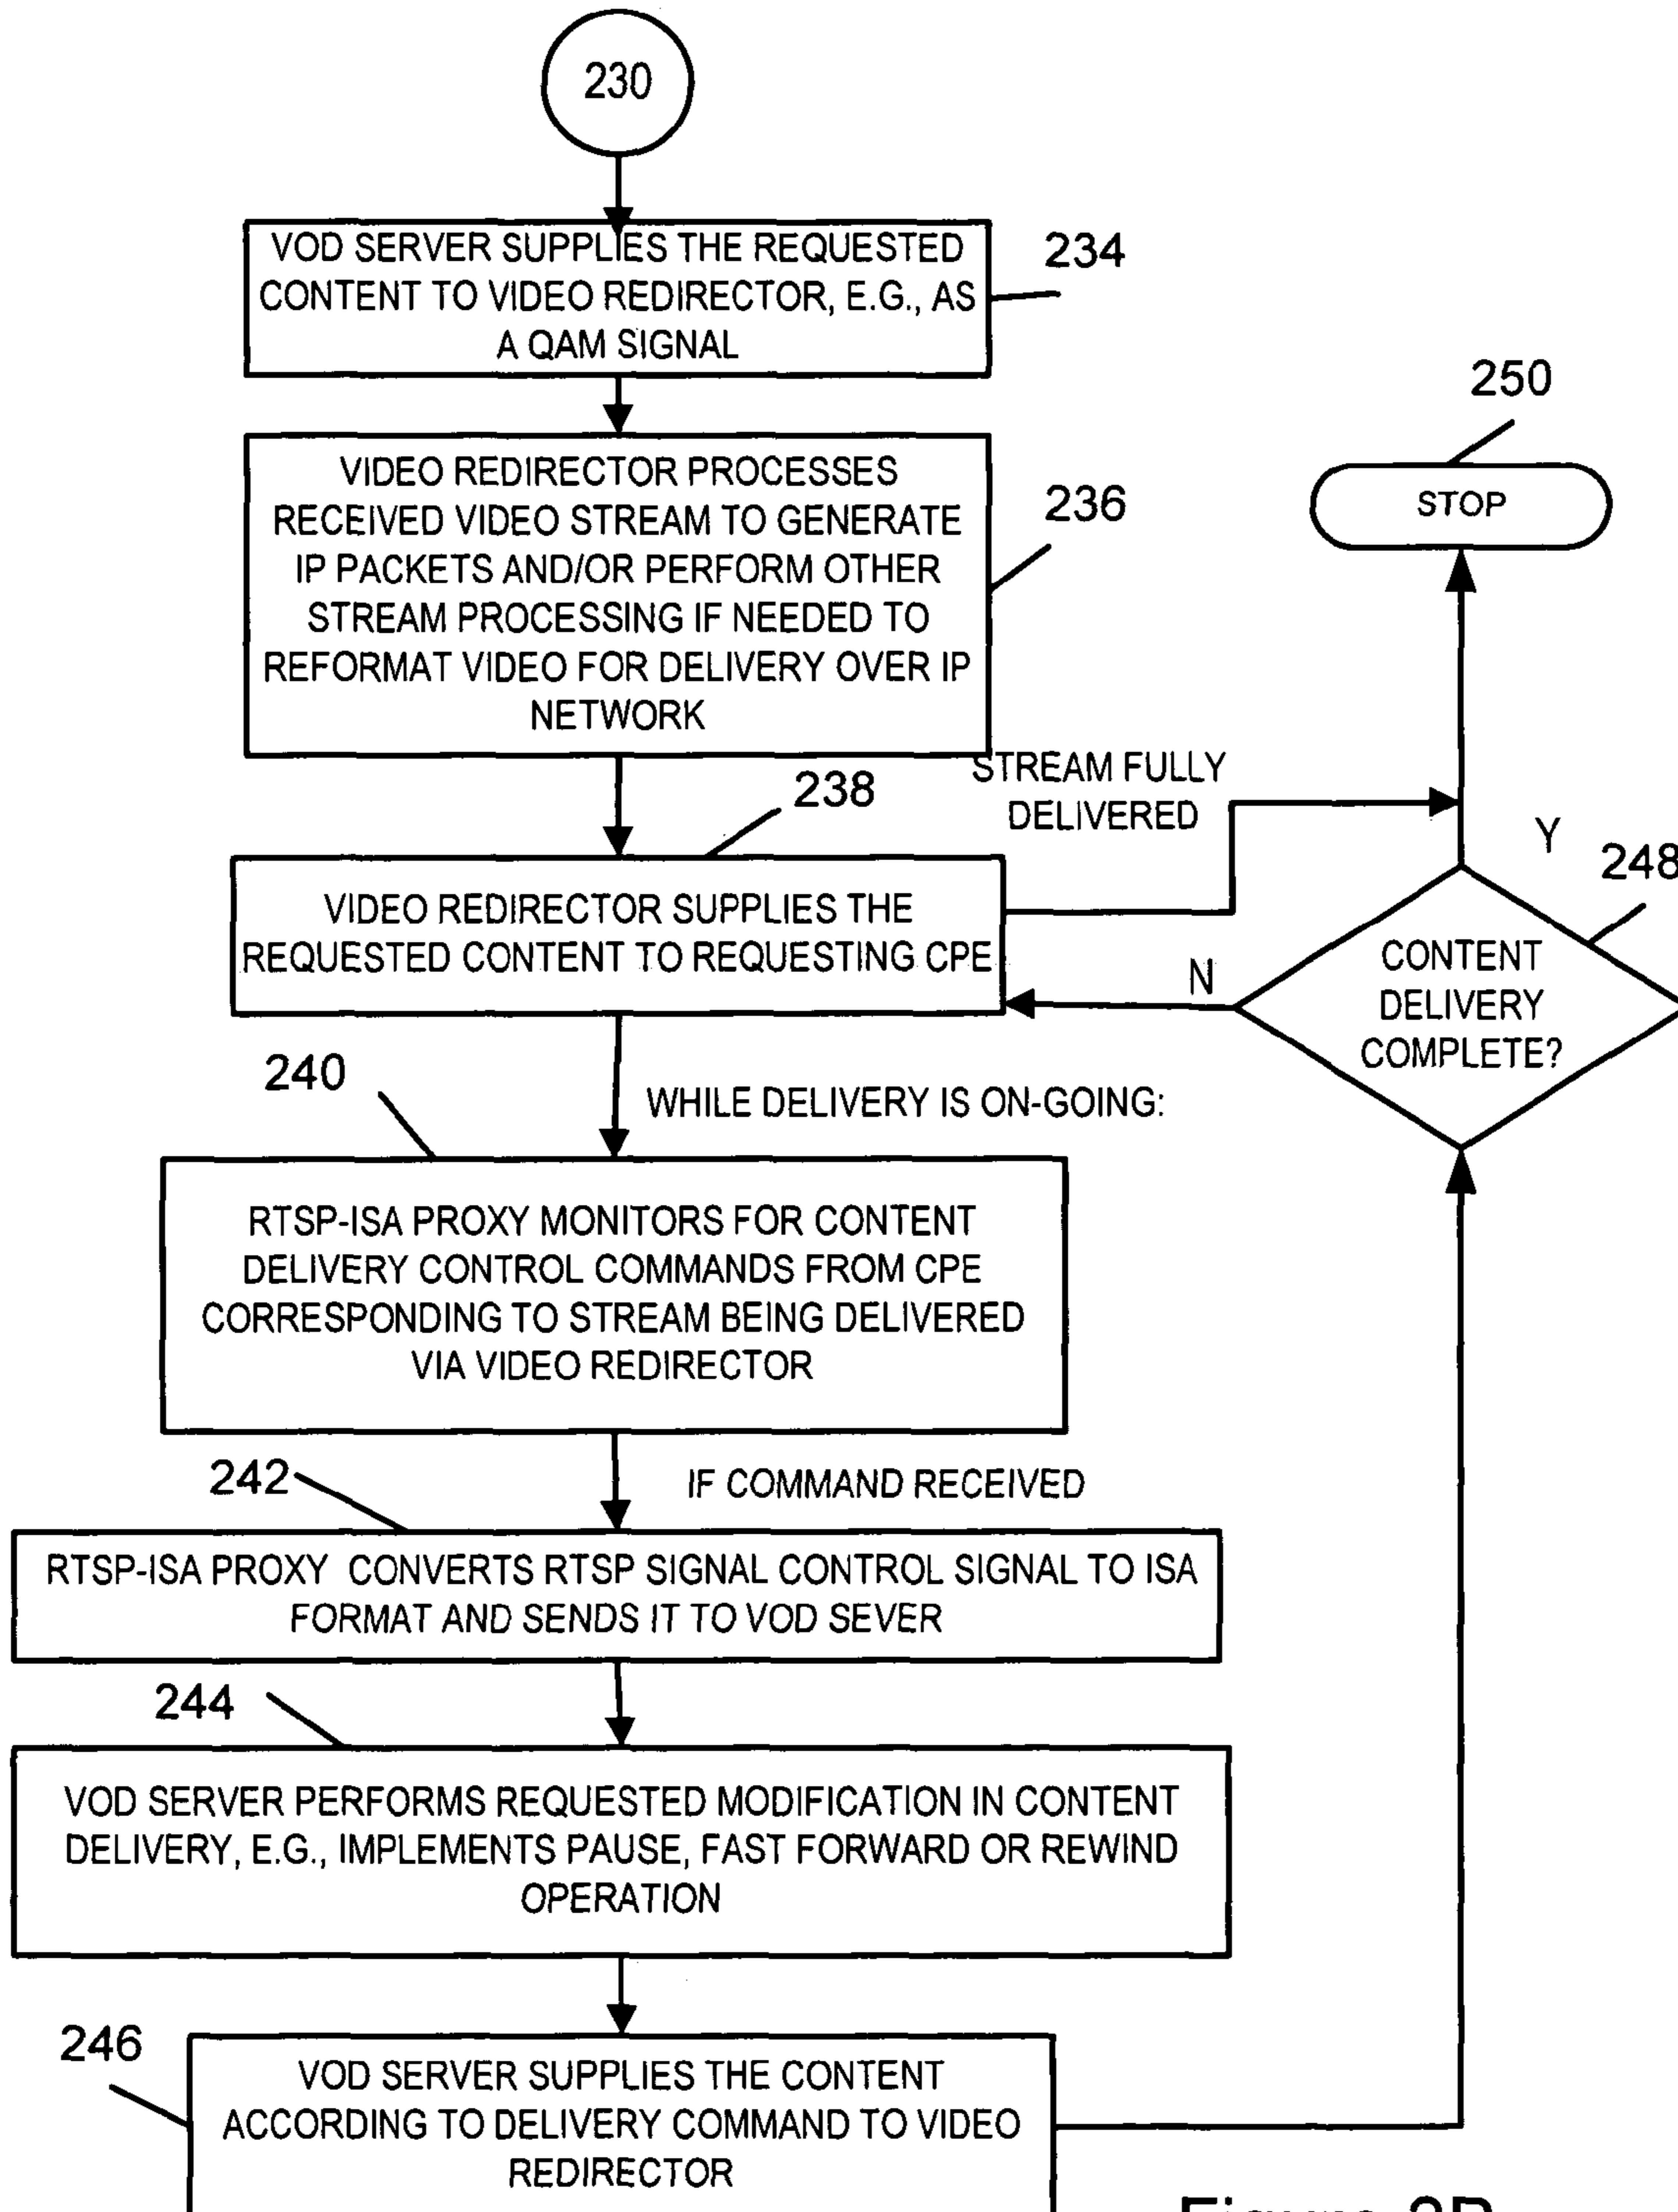 230
VOD SERVER SUPPLIES THE REQUESTED
CONTENT TO VIDEO REDIRECTOR, E.G., AS
A QAM SIGNAL
234
VIDEO REDIRECTOR PROCESSES
RECEIVED VIDEO STREAM TO GENERATE
IP PACKETS AND/OR PERFORM OTHER
STREAM PROCESSING IF NEEDED TO
REFORMAT VIDEO FOR DELIVERY OVER IP
NETWORK
236
250
STOP
STREAM FULLY
DELIVERED
238
VIDEO REDIRECTOR SUPPLIES THE
REQUESTED CONTENT TO REQUESTING CPE
Y
248
N
CONTENT
DELIVERY
COMPLETE?
240
WHILE DELIVERY IS ON-GOING:
RTSP-ISA PROXY MONITORS FOR CONTENT
DELIVERY CONTROL COMMANDS FROM CPE
CORRESPONDING TO STREAM BEING DELIVERED
VIA VIDEO REDIRECTOR
242
IF COMMAND RECEIVED
RTSP-ISA PROXY CONVERTS RTSP SIGNAL CONTROL SIGNAL TO ISA
FORMAT AND SENDS IT TO VOD SEVER
244
VOD SERVER PERFORMS REQUESTED MODIFICATION IN CONTENT
DELIVERY, E.G., IMPLEMENTS PAUSE, FAST FORWARD OR REWIND
OPERATION
246
VOD SERVER SUPPLIES THE CONTENT
ACCORDING TO DELIVERY COMMAND TO VIDEO
REDIRECTOR
Figure